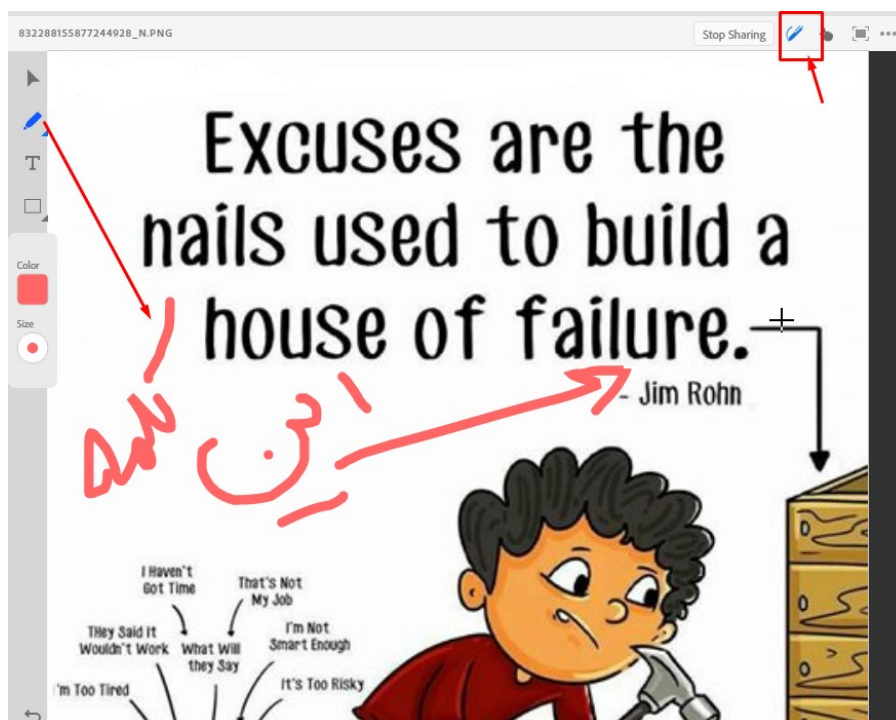 832288155877244928_N.PNG
Stop Sharing
T
Color
Size
Excuses are the
nails used to build a
house of failure.
- Jim Rohn
این
I Haven't
Got Time
That's Not
My Job
THey Said It
Wouldn't Work
What Will
they Say
I'm Not
Smart Enough
'm Too Tired
It's Too Risky